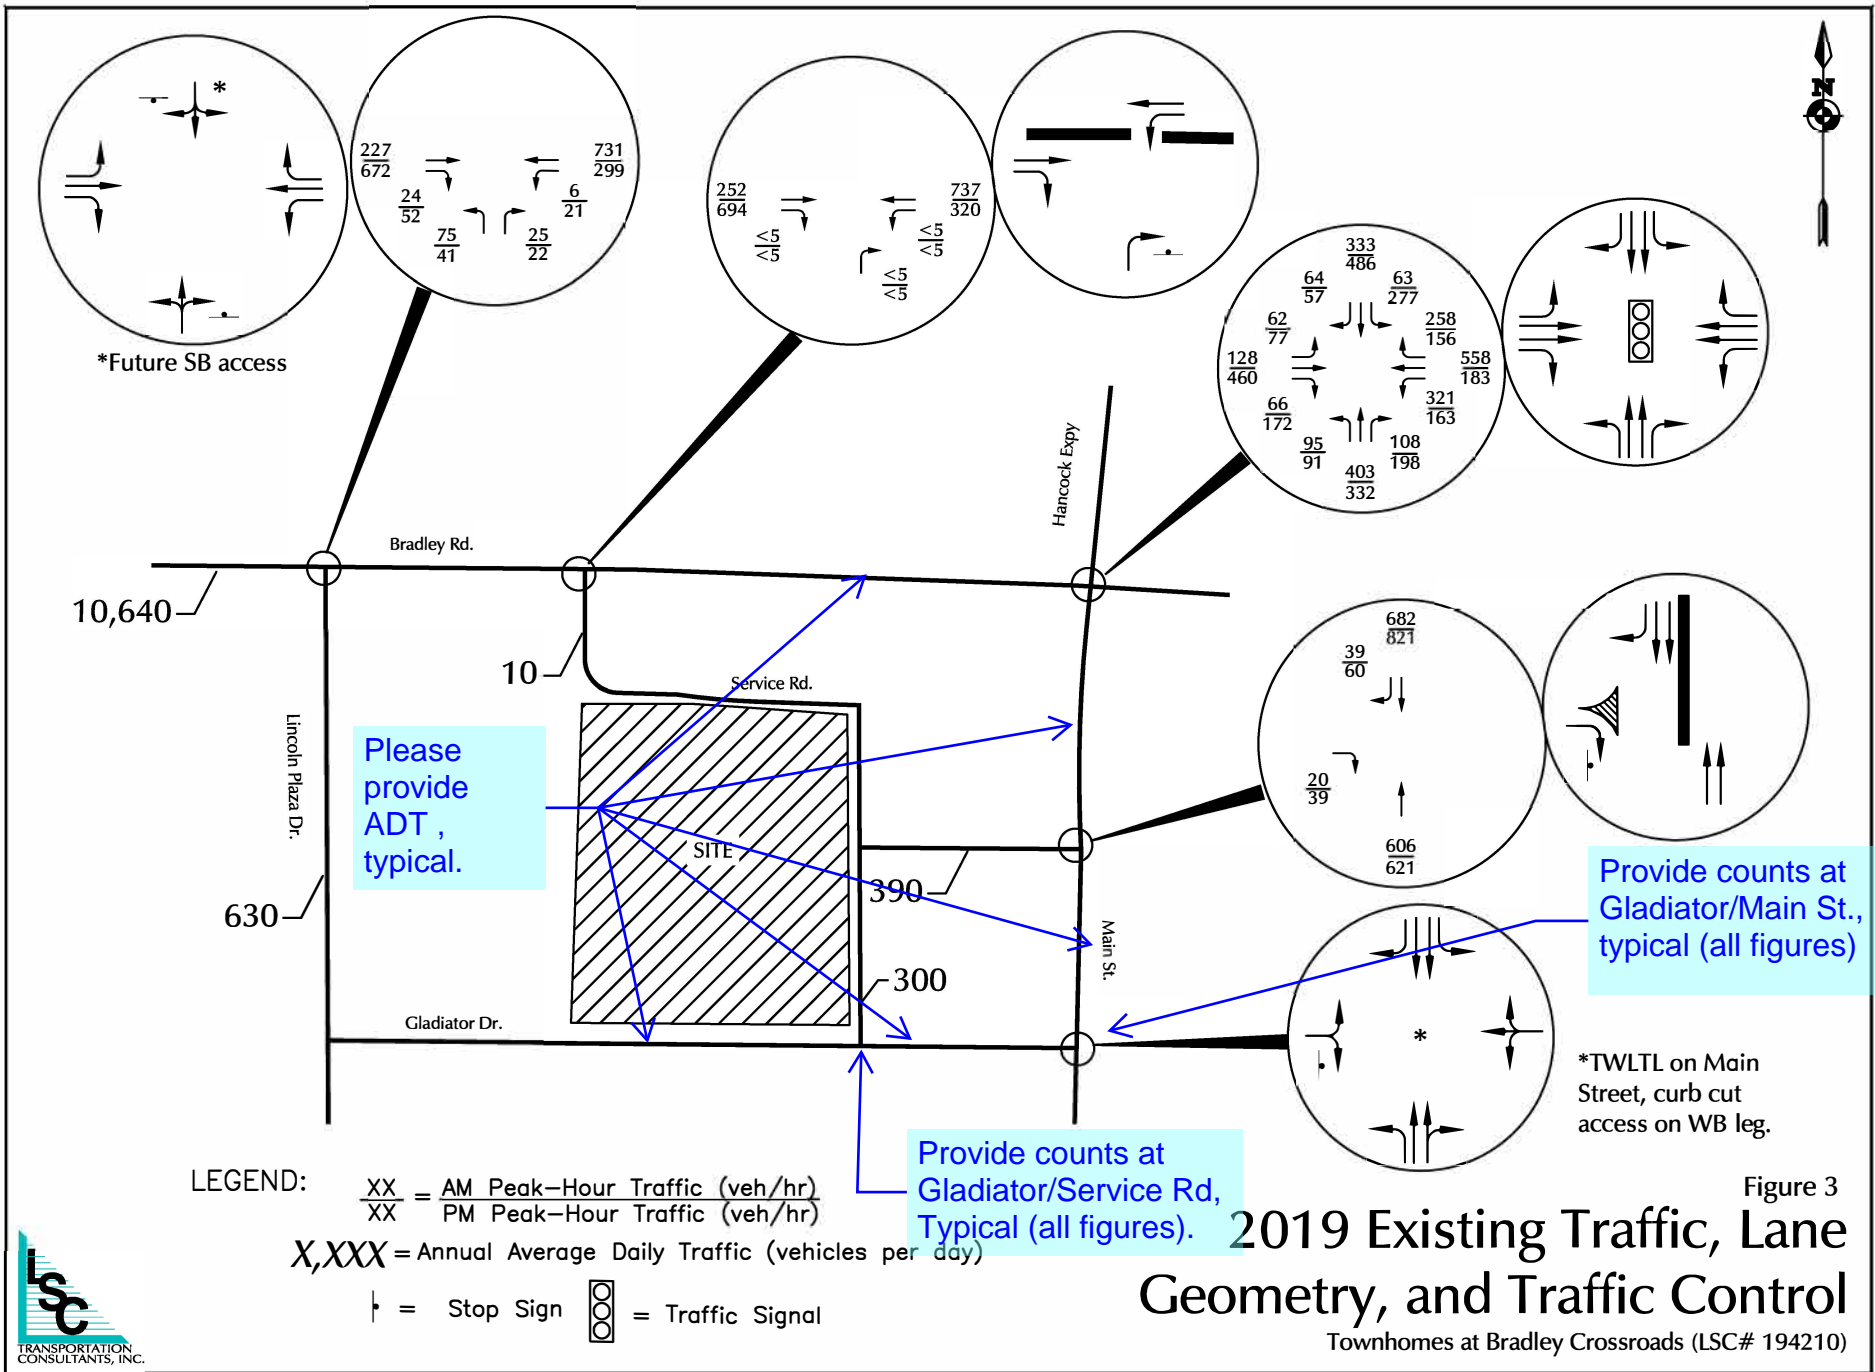 *
*Future SB access
227
672
731
299
24
52
6
21
75
41
25
22
252
694
737
320
<5
<5
<5
<5
<5
<5
N
333
486
64
57
63
277
62
77
258
156
128
460
558
183
66
172
321
163
95
91
108
198
403
332
Hancock Expy
Bradley Rd.
10,640
10
Service Rd.
682
821
39
60
20
39
606
621
Lincoln Plaza Dr.
Please
provide
ADT ,
typical.
SITE
390
630
300
Main St.
Provide counts at
Gladiator/Main St.,
typical (all figures)
Gladiator Dr.
*
*TWLTL on Main
Street, curb cut
access on WB leg.
Provide counts at
Gladiator/Service Rd,
Typical (all figures).
LEGEND:
XX = AM Peak-Hour Traffic (veh/hr)
XX PM Peak-Hour Traffic (veh/hr)
X,XXX = Annual Average Daily Traffic (vehicles per day)
= Stop Sign = Traffic Signal
Figure 3
2019 Existing Traffic, Lane
Geometry, and Traffic Control
Townhomes at Bradley Crossroads (LSC# 194210)
LSC
TRANSPORTATION
CONSULTANTS, INC.